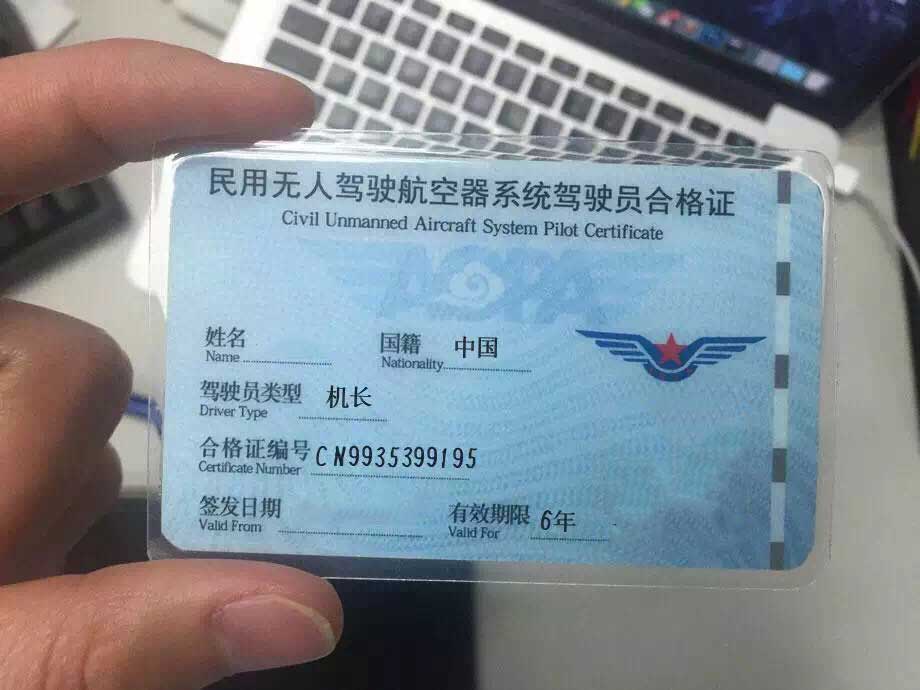 民用无人驾驶航空器系统驾驶员合格证
Civil Unmanned Aircraft System Pilot Certificate
AOPA
姓名 国籍 中国
Name Nationality
驾驶员类型 机长
Driver Type
合格证编号 CN9935399195
Certificate Number
签发日期 有效期限 6年
Valid From Valid For